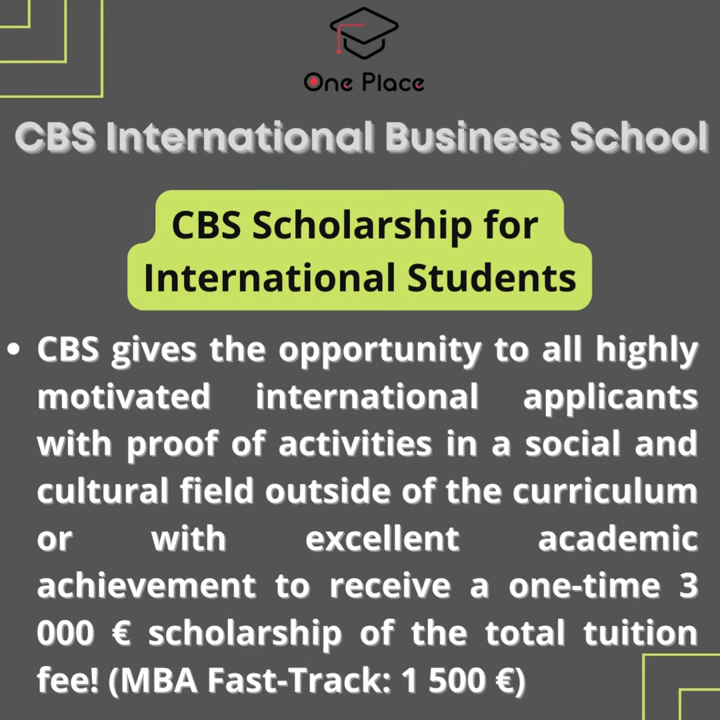 One Place
CBS International Business School
CBS Scholarship for
International Students
• CBS gives the opportunity to all highly
motivated international applicants
with proof of activities in a social and
cultural field outside of the curriculum
or with excellent academic
achievement to receive a one-time 3
000 € scholarship of the total tuition
fee! (MBA Fast-Track: 1 500 €)